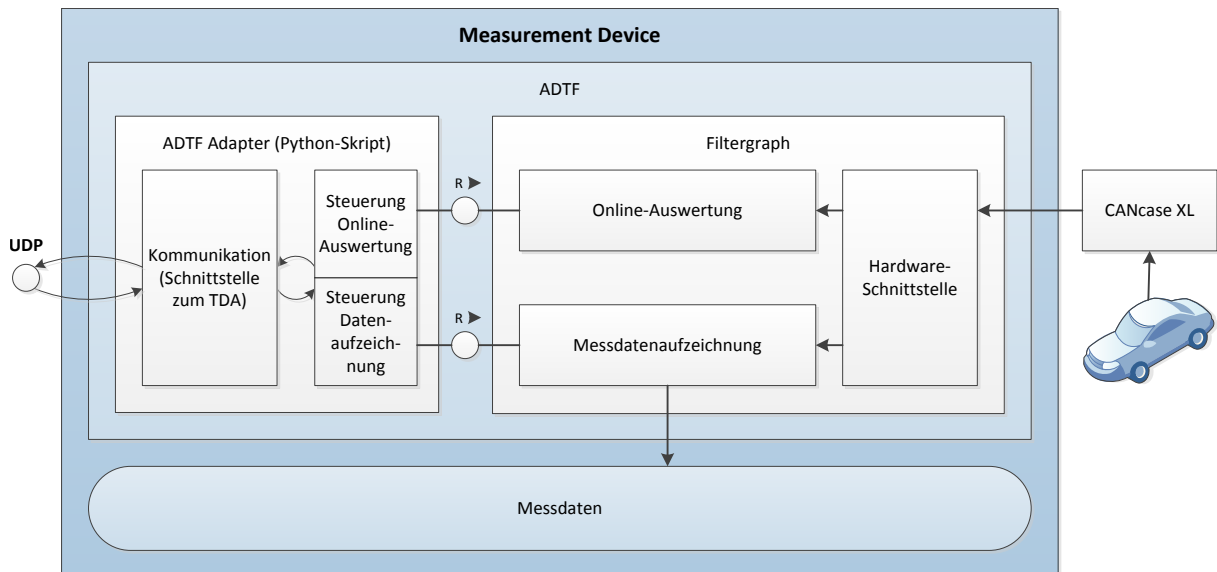 Measurement Device
ADTF
ADTF Adapter (Python-Skript)
Filtergraph
Kommunikation
(Schnittstelle
zum TDA)
Steuerung
Online-
Auswertung
Steuerung
Daten-
aufzeich-
nung
R
R
Online-Auswertung
Messdatenaufzeichnung
Hardware-
Schnittstelle
CANcase XL
UDP
Messdaten